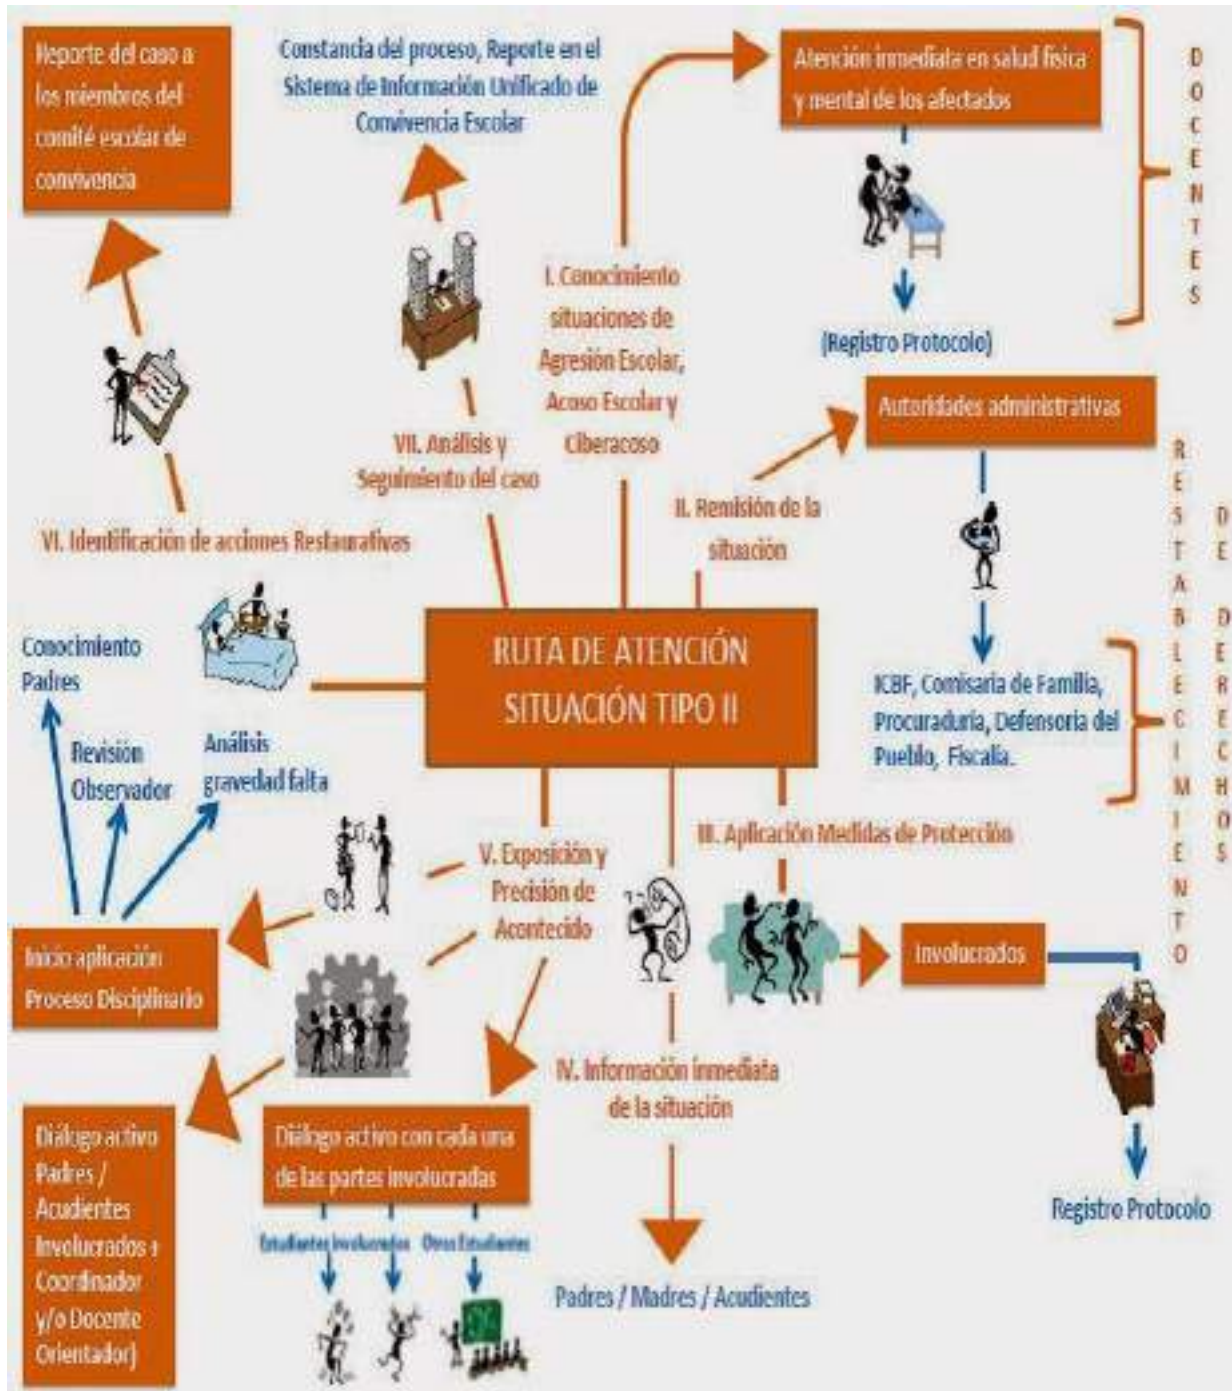 Reporte del caso a
los miembros del
comité escolar de
convivencia
Constancia del proceso, Reporte en el
Sistema de Información Unificado de
Convivencia Escolar
Atención inmediata en salud física
y mental de los afectados
DOCENTES
(Registro Protocolo)
I. Conocimiento
situaciones de
Agresión Escolar,
Acoso Escolar y
Ciberacoso
Autoridades administrativas
II. Remisión de la
situación
ICBF, Comisaria de Familia,
Procuraduría, Defensoria del
Pueblo, Fiscalía.
RESTABLECIMIENTO
DE DERECHOS
VII. Análisis y
Seguimiento del caso
VI. Identificación de acciones Restaurativas
RUTA DE ATENCIÓN
SITUACIÓN TIPO II
Conocimiento
Padres
Revisión
Observador
Análisis
gravedad falta
III. Aplicación Medidas de Protección
Involucrados
Registro Protocolo
V. Exposición y
Precisión de
Acontecido
Inicio aplicación
Proceso Disciplinario
IV. Información inmediata
de la situación
Padres / Madres / Acudientes
Diálogo activo
Padres /
Acudientes
Involucrados +
Coordinador
y/o Docente
Orientador)
Diálogo activo con cada una
de las partes involucradas
Estudiantes Involucrados
Otros Estudiantes